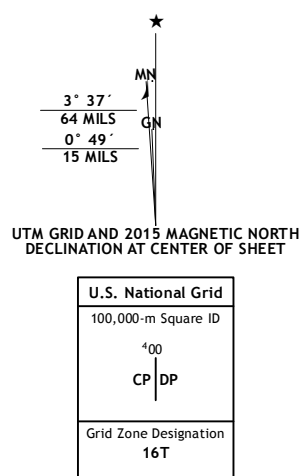 ★
MN
3° 37´
64 MILS
GN
0° 49´
15 MILS
UTM GRID AND 2015 MAGNETIC NORTH
DECLINATION AT CENTER OF SHEET
U.S. National Grid
100,000-m Square ID
⁴00
CP DP
Grid Zone Designation
16T